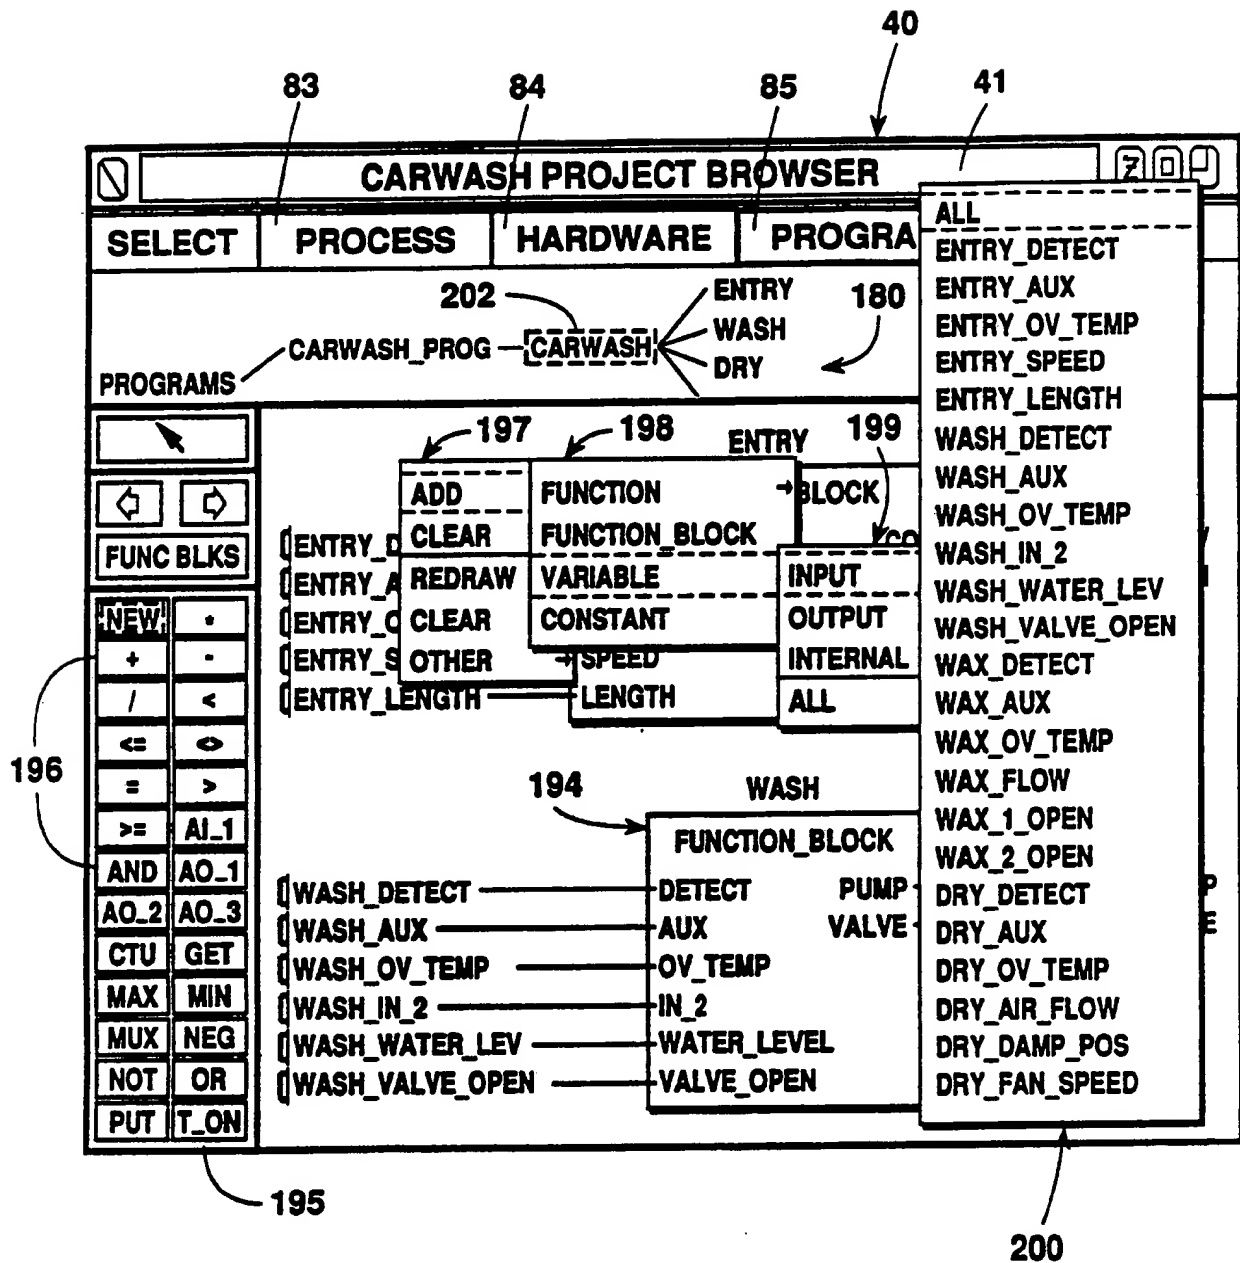 40
83
84
85
41
CARWASH PROJECT BROWSER
SELECT
PROCESS
HARDWARE
PROGRA
202
PROGRAMS
CARWASH_PROG
CARWASH
ENTRY
WASH
DRY
180
197
198
ENTRY
199
FUNC BLKS
NEW *
+ -
/ <
<= <>
= >
>= AI_1
AND AO_1
AO_2 AO_3
CTU GET
MAX MIN
MUX NEG
NOT OR
PUT T_ON
196
195
ENTRY_D
ENTRY_A
ENTRY_O
ENTRY_S
ENTRY_LENGTH
ADD
CLEAR
REDRAW
CLEAR
OTHER
FUNCTION
FUNCTION_BLOCK
VARIABLE
CONSTANT
BLOCK
CO
SPEED
LENGTH
INPUT
OUTPUT
INTERNAL
ALL
194
WASH
FUNCTION_BLOCK
WASH_DETECT DETECT PUMP P
WASH_AUX AUX VALVE E
WASH_OV_TEMP OV_TEMP
WASH_IN_2 IN_2
WASH_WATER_LEV WATER_LEVEL
WASH_VALVE_OPEN VALVE_OPEN
ALL
ENTRY_DETECT
ENTRY_AUX
ENTRY_OV_TEMP
ENTRY_SPEED
ENTRY_LENGTH
WASH_DETECT
WASH_AUX
WASH_OV_TEMP
WASH_IN_2
WASH_WATER_LEV
WASH_VALVE_OPEN
WAX_DETECT
WAX_AUX
WAX_OV_TEMP
WAX_FLOW
WAX_1_OPEN
WAX_2_OPEN
DRY_DETECT
DRY_AUX
DRY_OV_TEMP
DRY_AIR_FLOW
DRY_DAMP_POS
DRY_FAN_SPEED
200